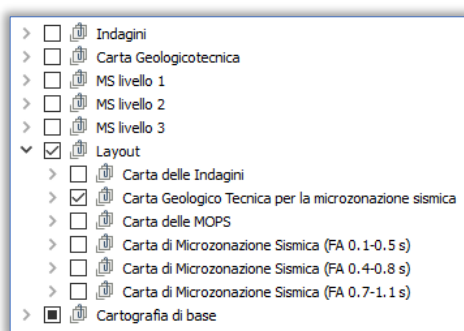 Indagini
Carta Geologicotecnica
MS livello 1
MS livello 2
MS livello 3
Layout
Carta delle Indagini
Carta Geologico Tecnica per la microzonazione sismica
Carta delle MOPS
Carta di Microzonazione Sismica (FA 0.1-0.5 s)
Carta di Microzonazione Sismica (FA 0.4-0.8 s)
Carta di Microzonazione Sismica (FA 0.7-1.1 s)
Cartografia di base